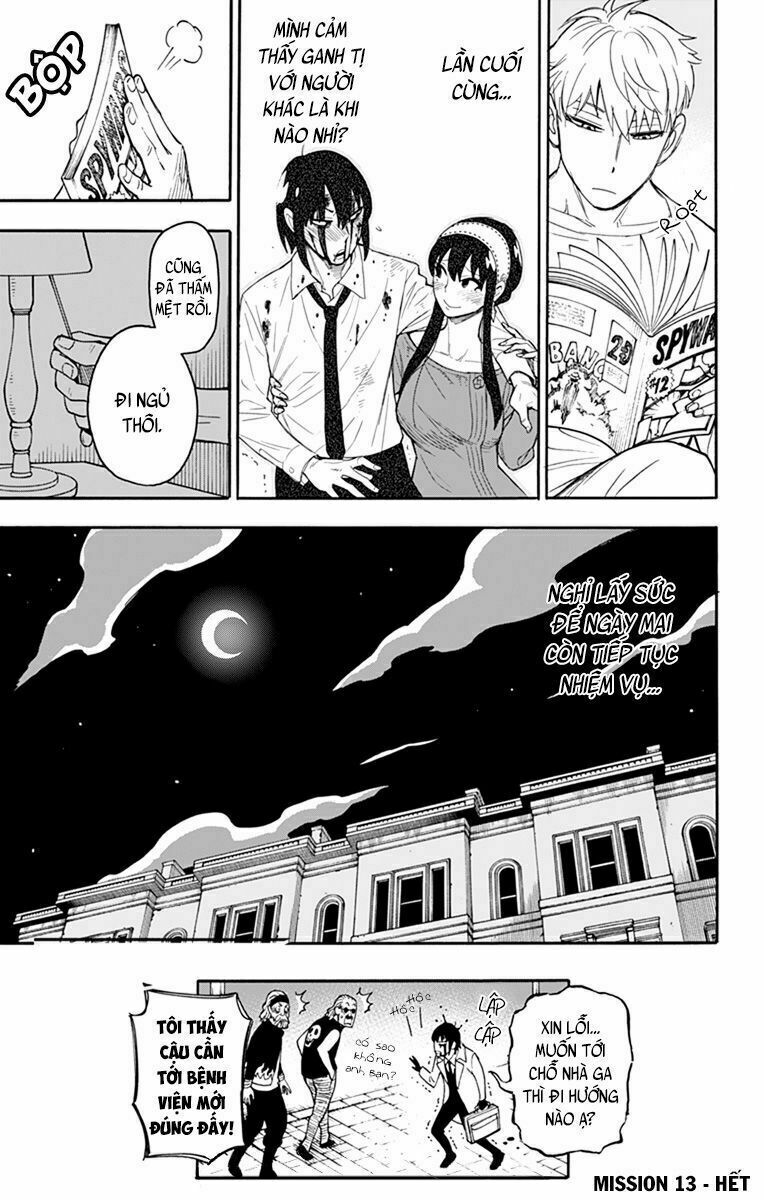 Roạt
BANG
23
SPYWA
#12
LẦN CUỐI
CÙNG...
MÌNH CẢM
THẤY GANH TỊ
VỚI NGƯỜI
KHÁC LÀ KHI
NÀO NHỈ?
BỘP
SPYWA
CŨNG
ĐÃ THẤM
MỆT RỒI.
ĐI NGỦ
THÔI.
NGHỈ LẤY SỨC
ĐỂ NGÀY MAI
CÒN TIẾP TỤC
NHIỆM VỤ...
XIN LỖI...
MUỐN TỚI
CHỖ NHÀ GA
THÌ ĐI HƯỚNG
NÀO Ạ?
LẬP
CẬP
HỘC
HỘC
có sao
không
anh bạn?
TÔI THẤY
CẬU CẦN
TỚI BỆNH
VIỆN MỚI
ĐÚNG ĐẤY!
MISSION 13 - HẾT